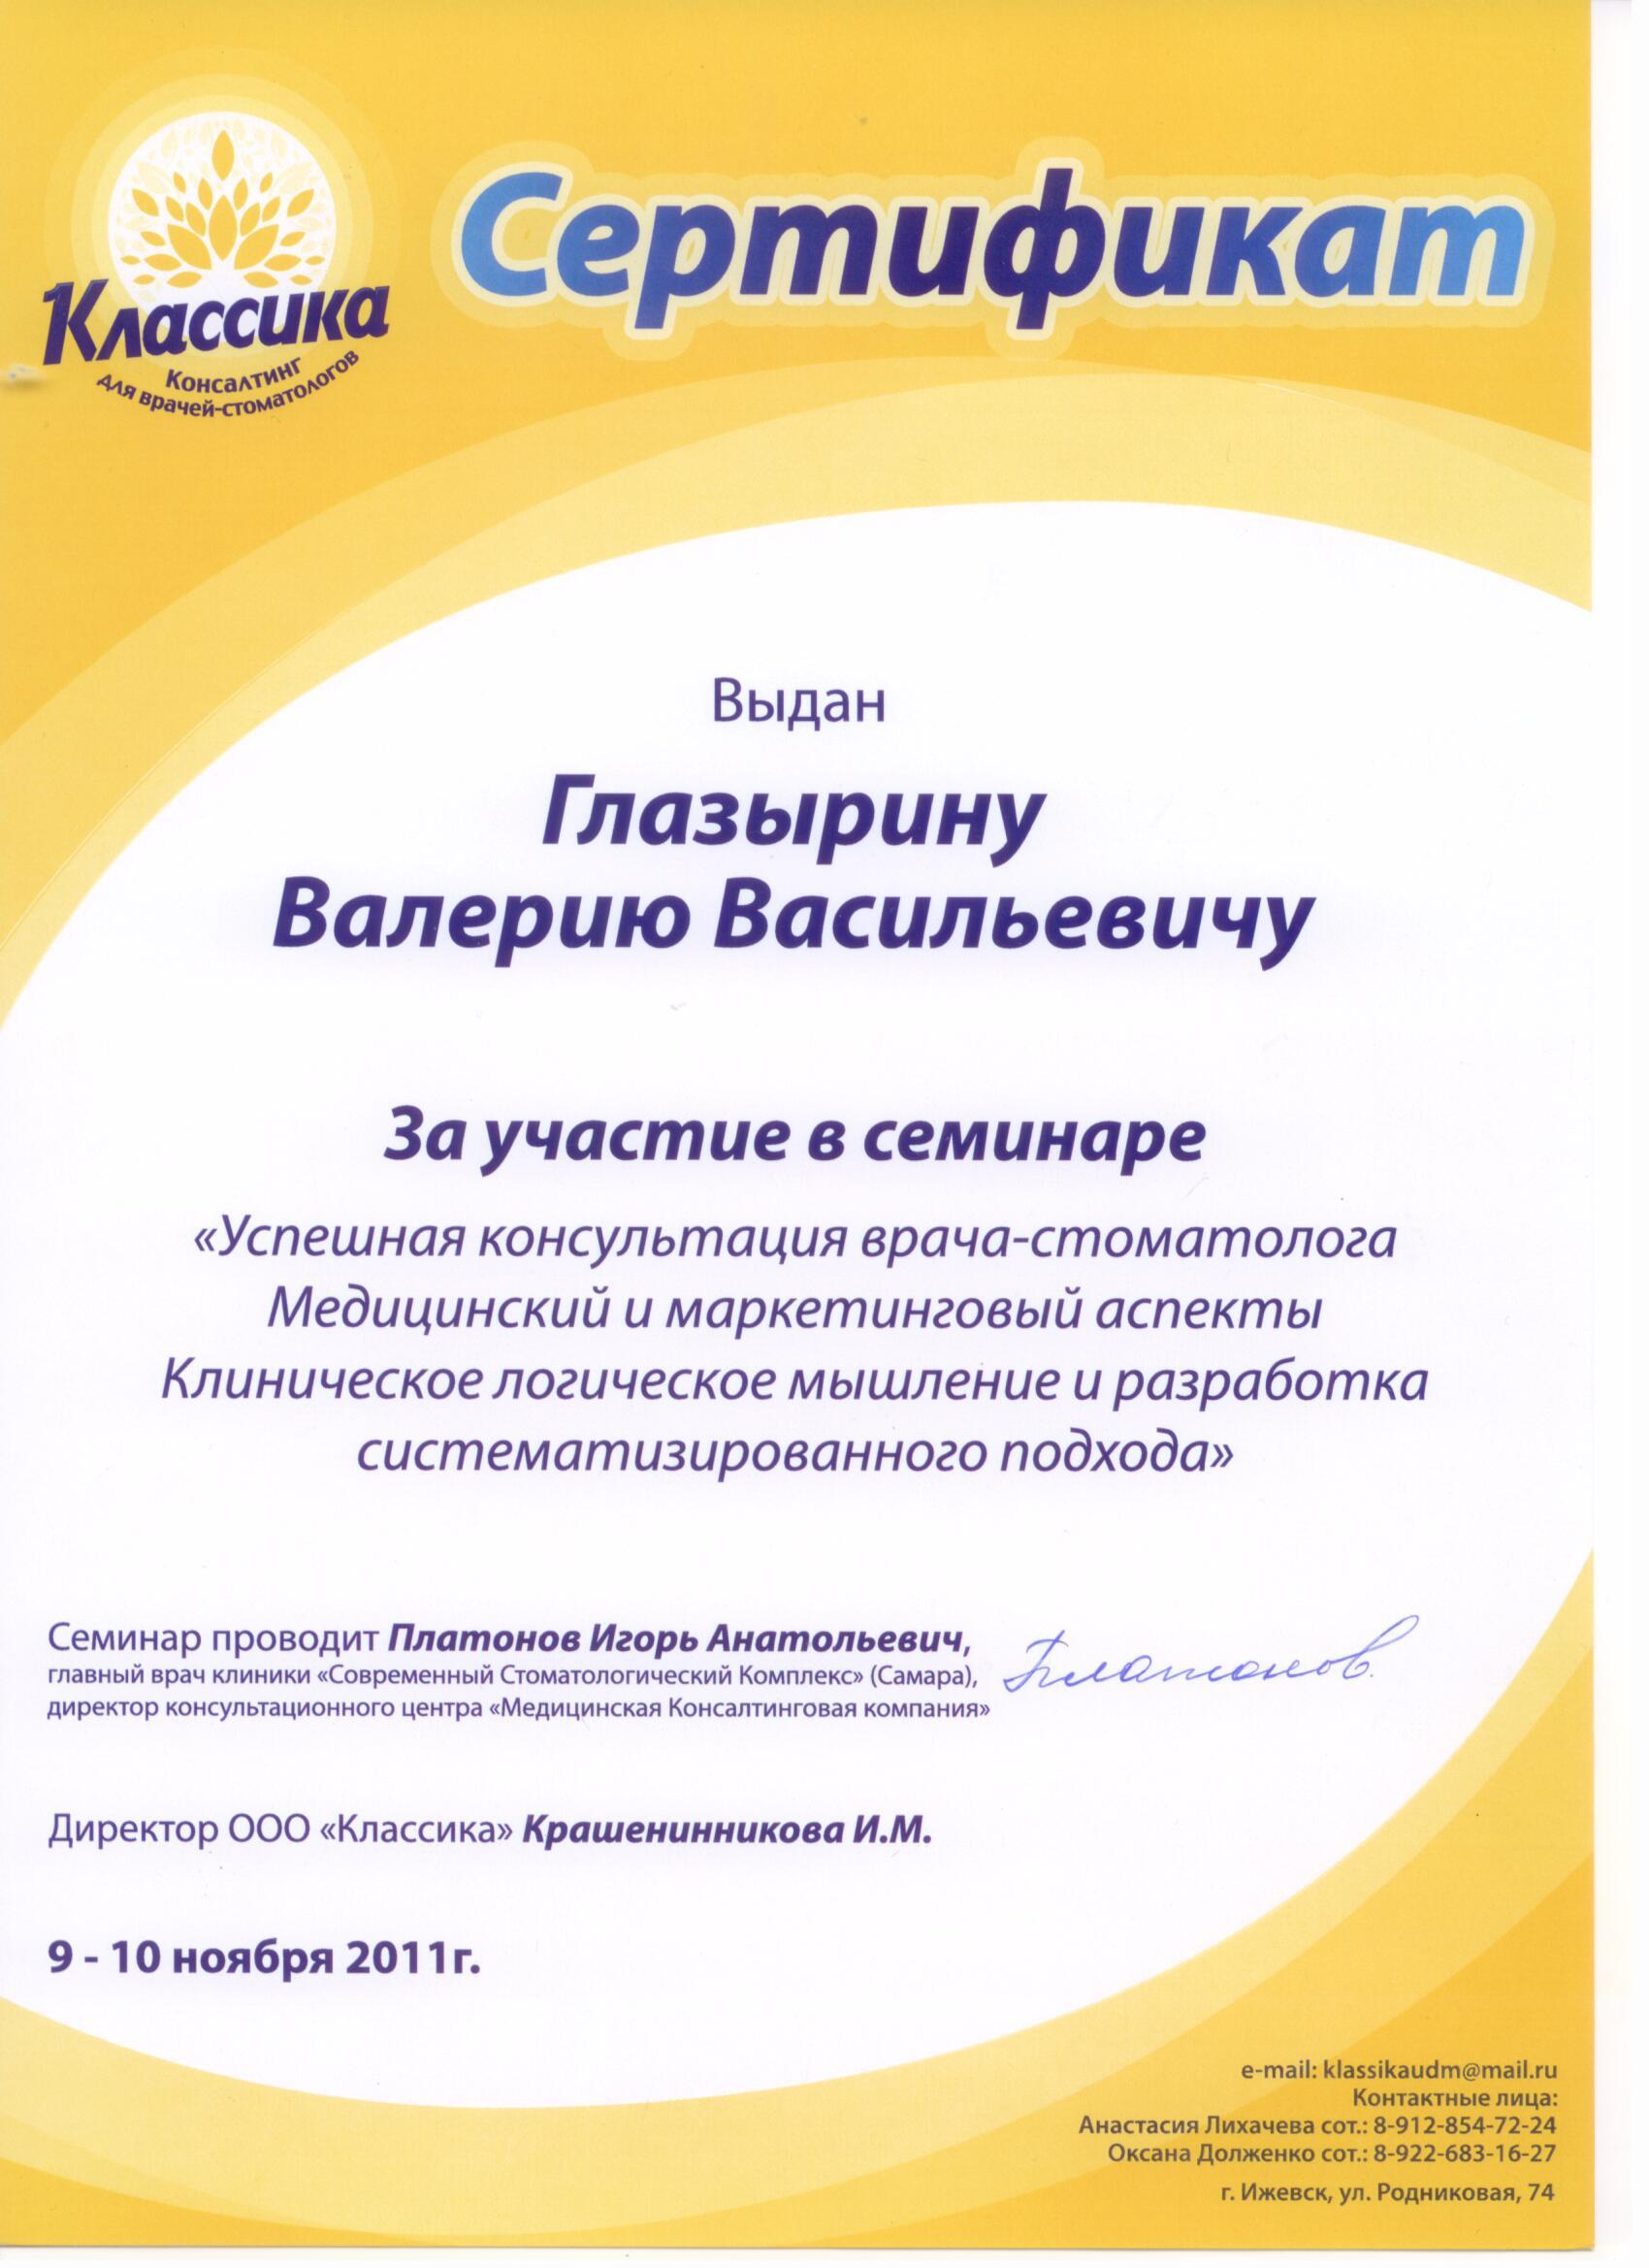 Классика
Консалтинг
для врачей-стоматологов
Сертификат
Выдан
Глазырину
Валерию Васильевичу
За участие в семинаре
«Успешная консультация врача-стоматолога
Медицинский и маркетинговый аспекты
Клиническое логическое мышление и разработка
систематизированного подхода»
Семинар проводит Платонов Игорь Анатольевич,
главный врач клиники «Современный Стоматологический Комплекс» (Самара),
директор консультационного центра «Медицинская Консалтинговая компания»
Платонов.
Директор ООО «Классика» Крашенинникова И.М.
9 - 10 ноября 2011г.
e-mail: klassikaudm@mail.ru
Контактные лица:
Анастасия Лихачева сот.: 8-912-854-72-24
Оксана Долженко сот.: 8-922-683-16-27
г. Ижевск, ул. Родниковая, 74